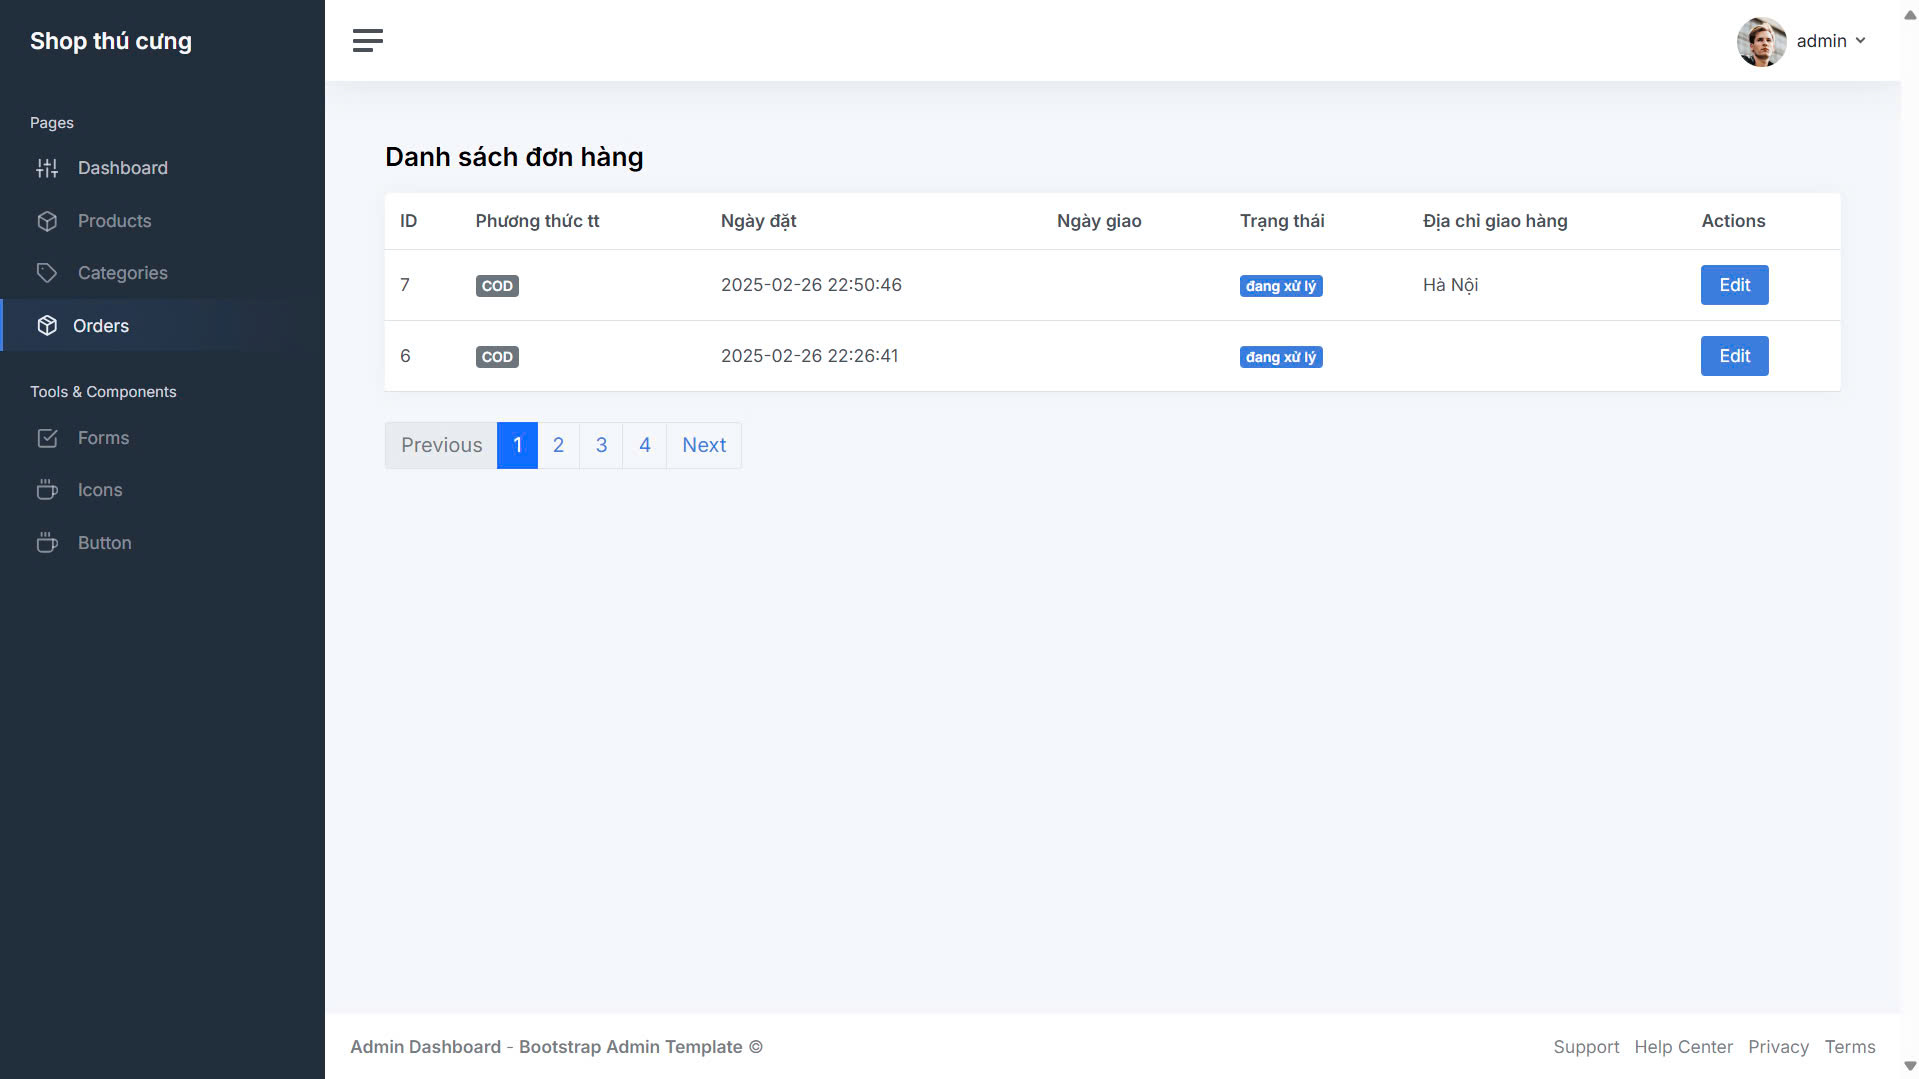 Shop thú cưng
admin
Pages
Dashboard
Products
Categories
Orders
Tools & Components
Forms
Icons
Button
Danh sách đơn hàng
ID Phương thức tt Ngày đặt Ngày giao Trạng thái Địa chỉ giao hàng Actions
7 COD 2025-02-26 22:50:46 đang xử lý Hà Nội Edit
6 COD 2025-02-26 22:26:41 đang xử lý Edit
Previous 1 2 3 4 Next
Admin Dashboard - Bootstrap Admin Template ©
Support Help Center Privacy Terms